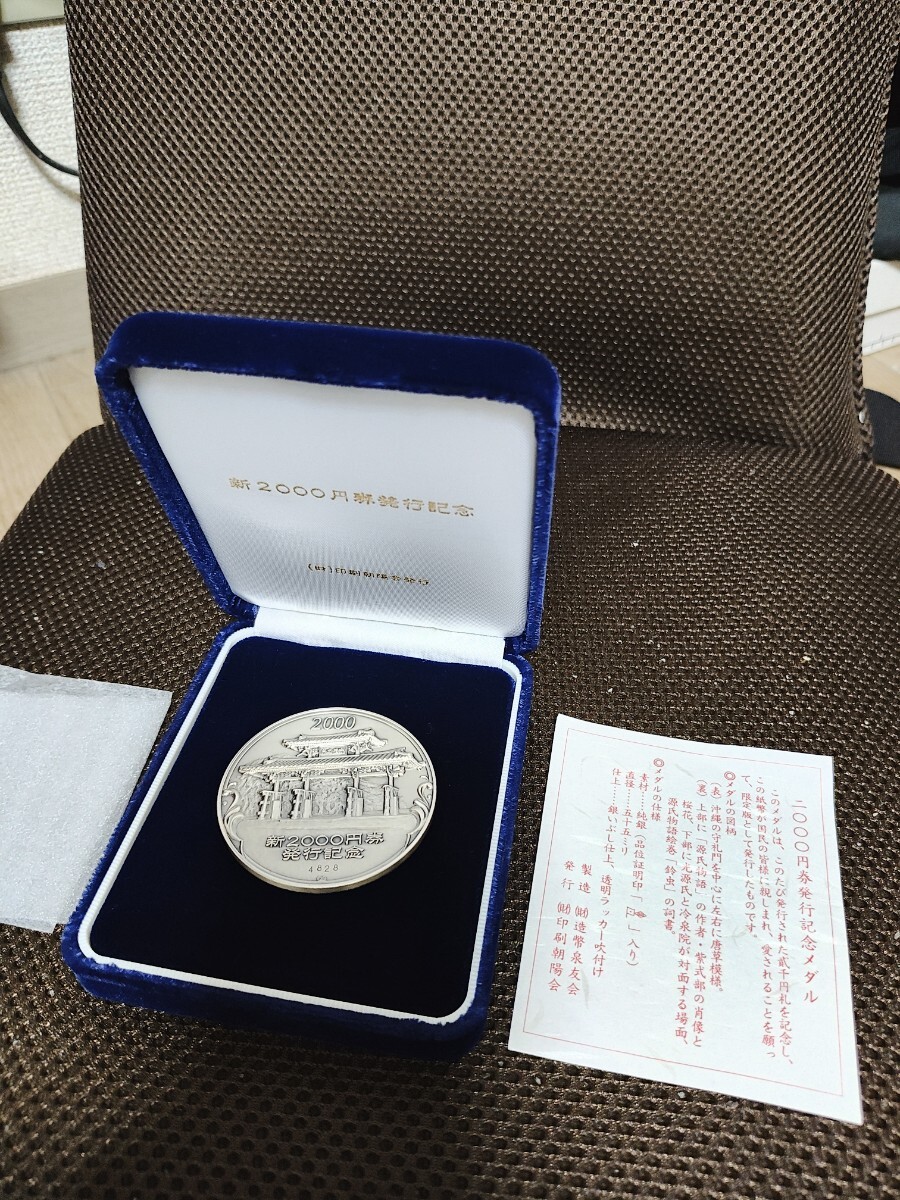 新2000円券発行記念
(財)印刷朝陽会発行
2000
新2000円券
発行記念
4828
二〇〇〇円券発行記念メダル
このメダルは、このたび発行された弐千円札を記念し、
この紙幣が国民の皆様に親しまれ、愛されることを願っ
て、限定版として発行したものです。
◎メダルの図柄
(表)沖縄の守礼門を中心に左右に唐草模様。
(裏)上部に「源氏物語」の作者・紫式部の肖像と
桜花、下部に光源氏と冷泉院が対面する場面、
源氏物語絵巻「鈴虫」の詞書。
◎メダルの仕様
素材……純銀(品位証明印「」入り)
直径……五十五ミリ
仕上……銀いぶし仕上、透明ラッカー吹付け
製造 (財)造幣泉友会
発行 (財)印刷朝陽会